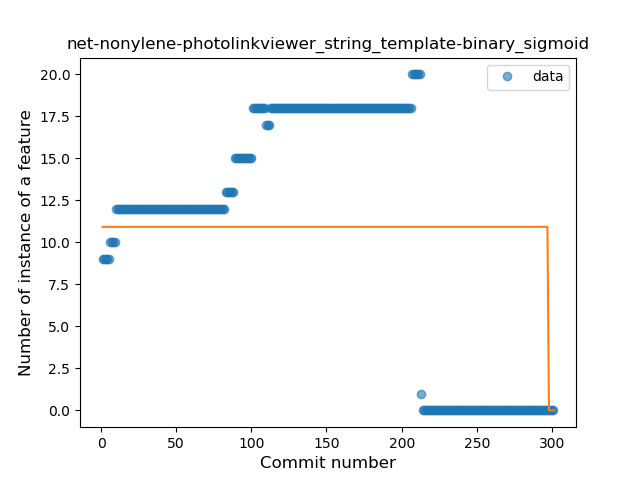 net-nonylene-photolinkviewer_string_template-binary_sigmoid
data
Number of instance of a feature
20.0
17.5
15.0
12.5
10.0
7.5
5.0
2.5
0.0
0 50 100 150 200 250 300
Commit number